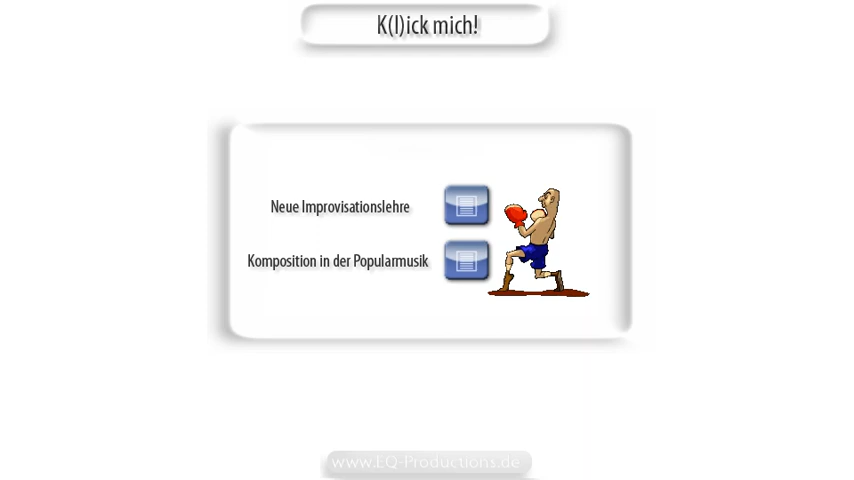 K(l)ick mich!
Neue Improvisationslehre
Komposition in der Popularmusik
www.EQ-Productions.de